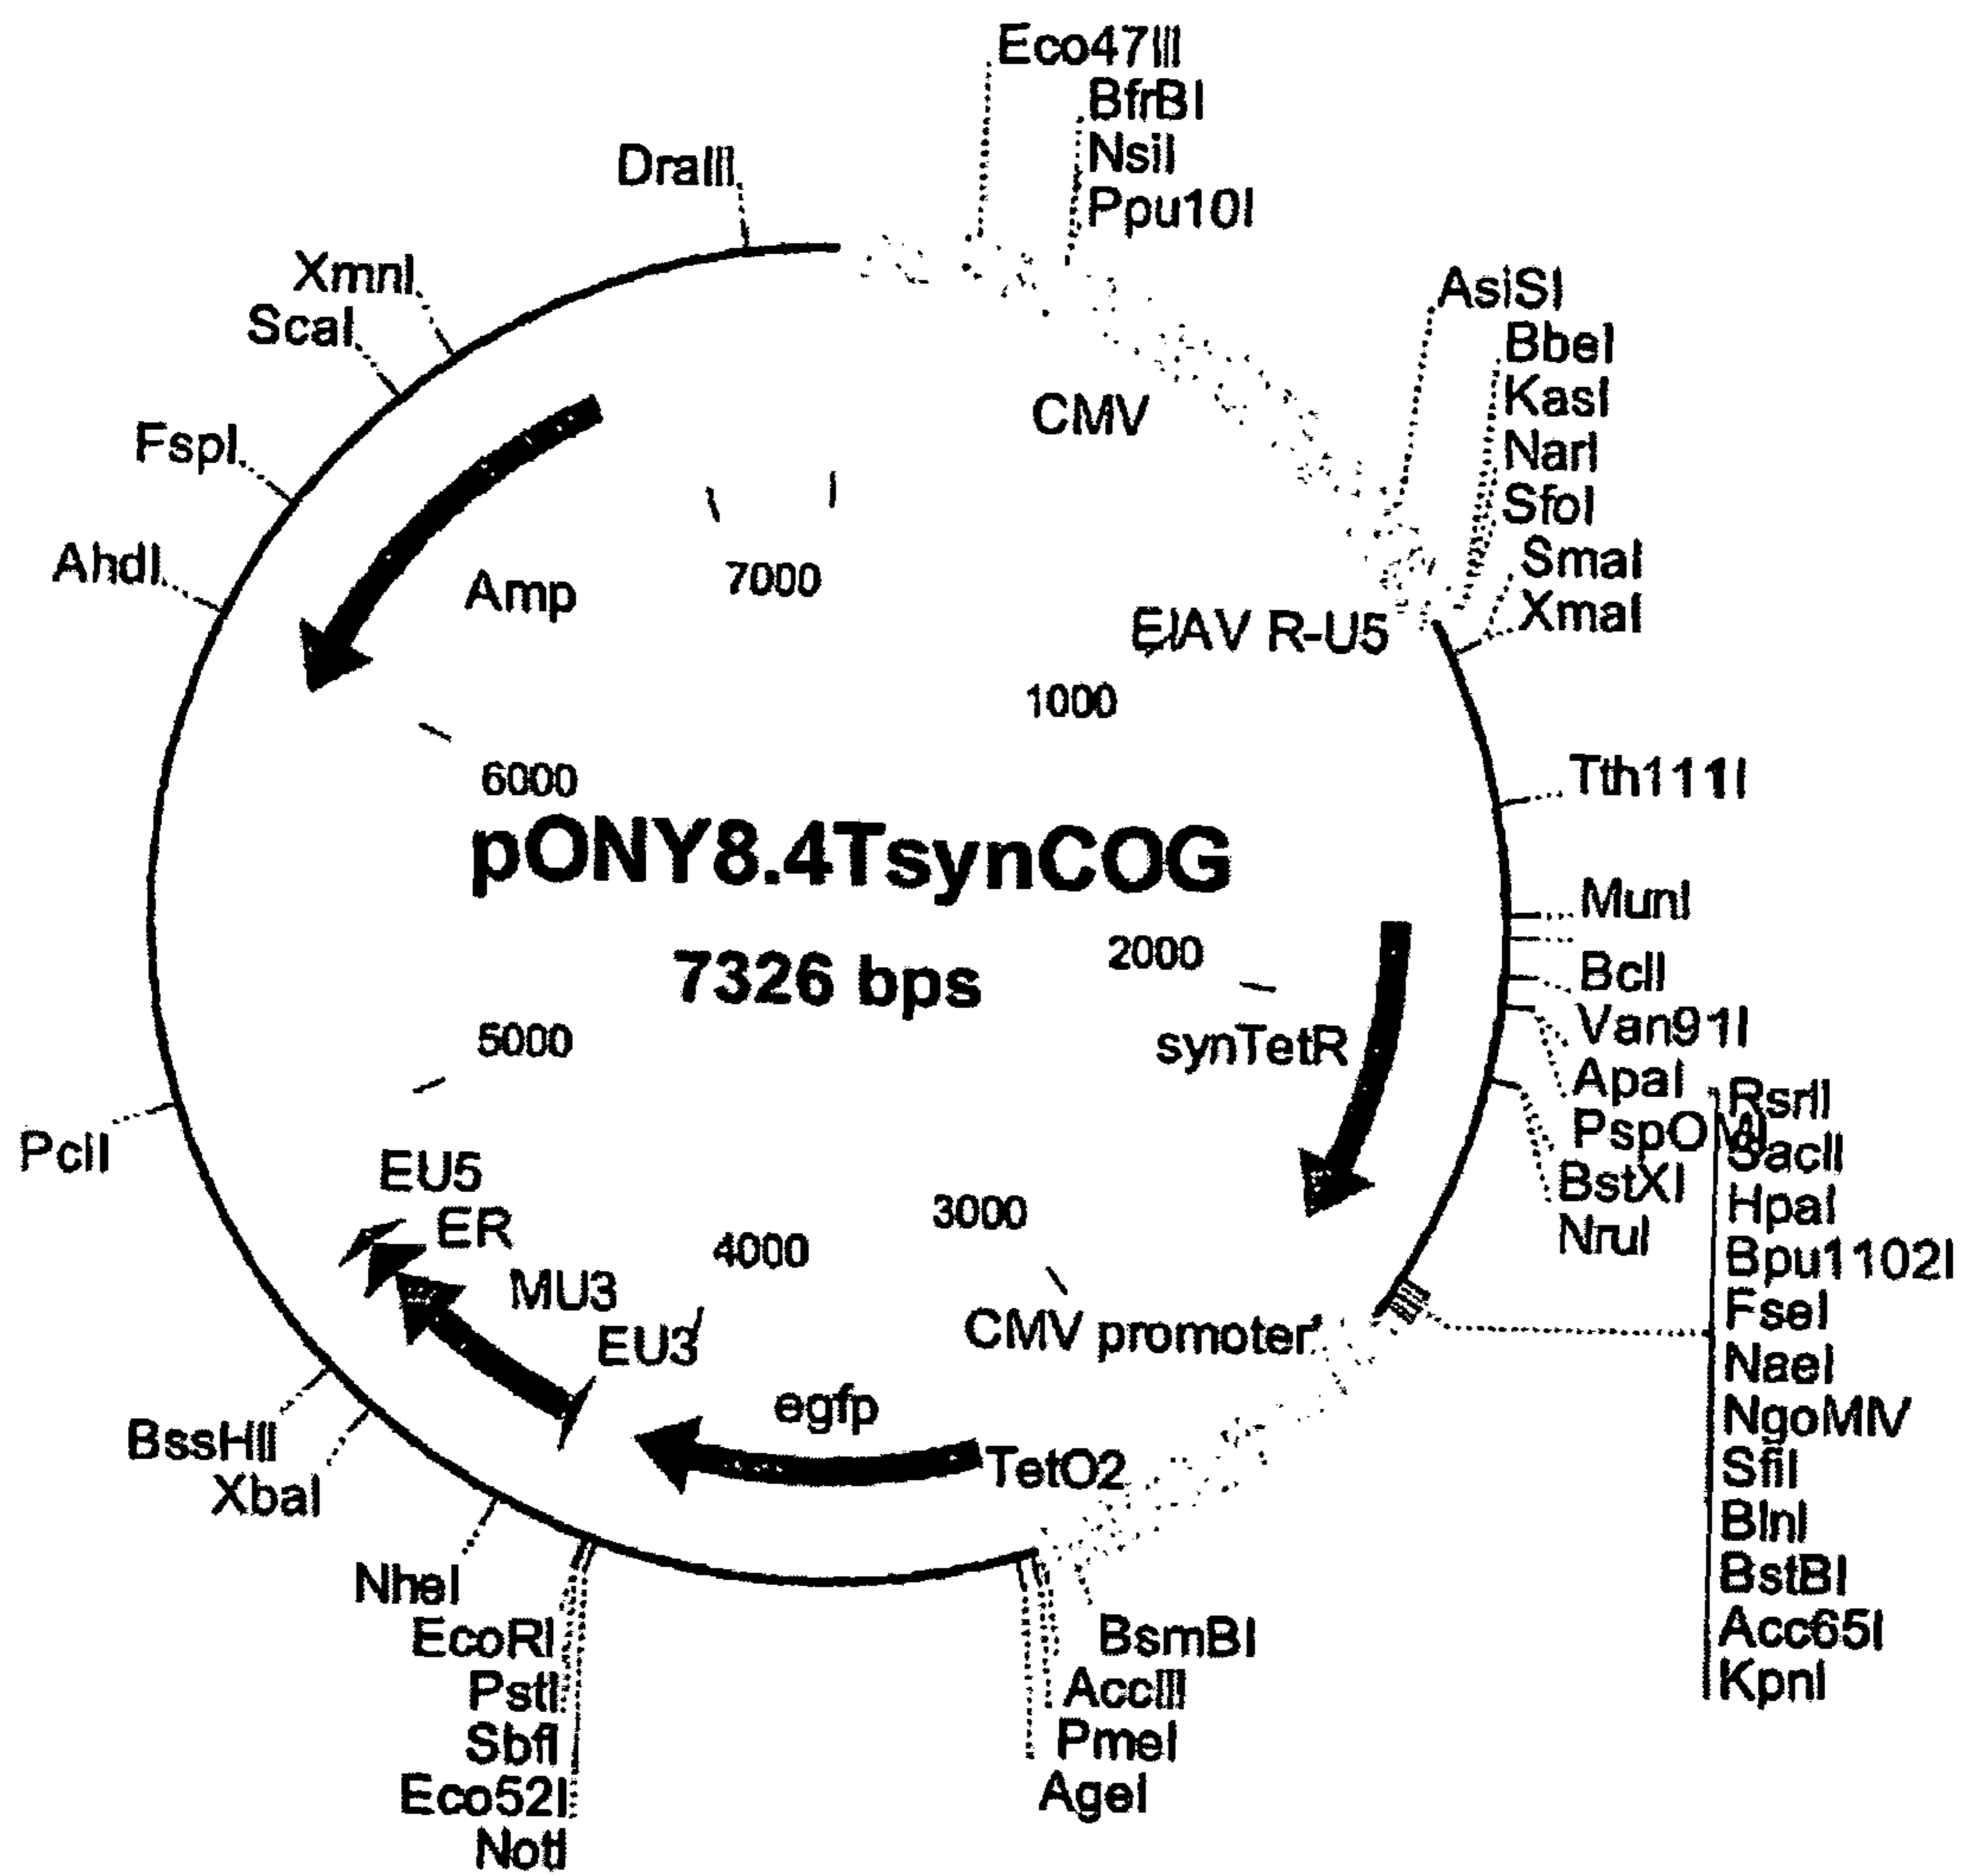 Eco47III
BfrBI
NsiI
Ppu10I
DraIII
XmnI
ScaI
FspI
AhdI
AsiSI
BbeI
KasI
NarI
SfoI
SmaI
XmaI
CMV
Amp
7000
EIAV R-U5
1000
6000
Tth111I
pONY8.4TsynCOG
7326 bps
2000
MunI
BclI
Van91I
ApaI
PspOMI
BstXI
NruI
synTetR
5000
PciI
RsrII
SacII
HpaI
Bpu1102I
FseI
NaeI
NgoMIV
SfiI
BlnI
BstBI
Acc65I
KpnI
EU5
ER
MU3
EU3
4000
3000
CMV promoter'
egfp
TetO2
BssHII
XbaI
NheI
EcoRI
PstI
SbfI
Eco52I
NotI
BsmBI
AccIII
PmeI
AgeI